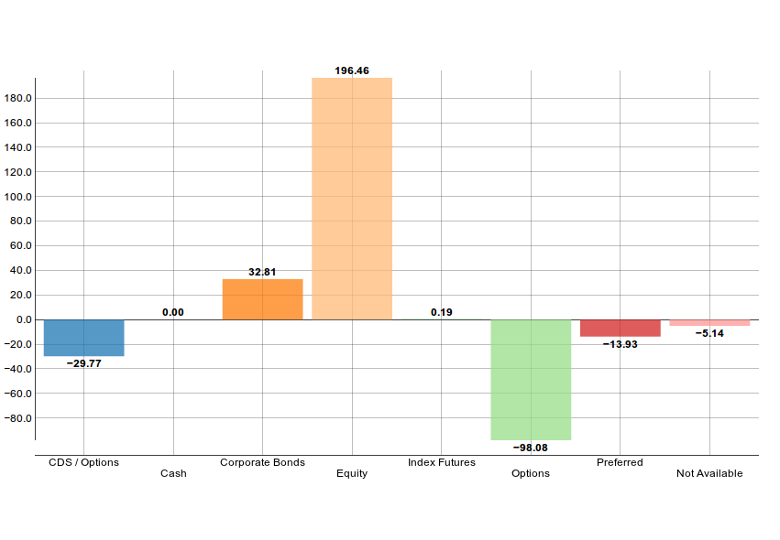 196.46
180.0
160.0
140.0
120.0
100.0
80.0
60.0
40.0
32.81
20.0
0.00
0.19
0.0
−20.0
−13.93
−5.14
−40.0
−29.77
−60.0
−80.0
−98.08
CDS / Options
Corporate Bonds
Index Futures
Preferred
Cash
Equity
Options
Not Available